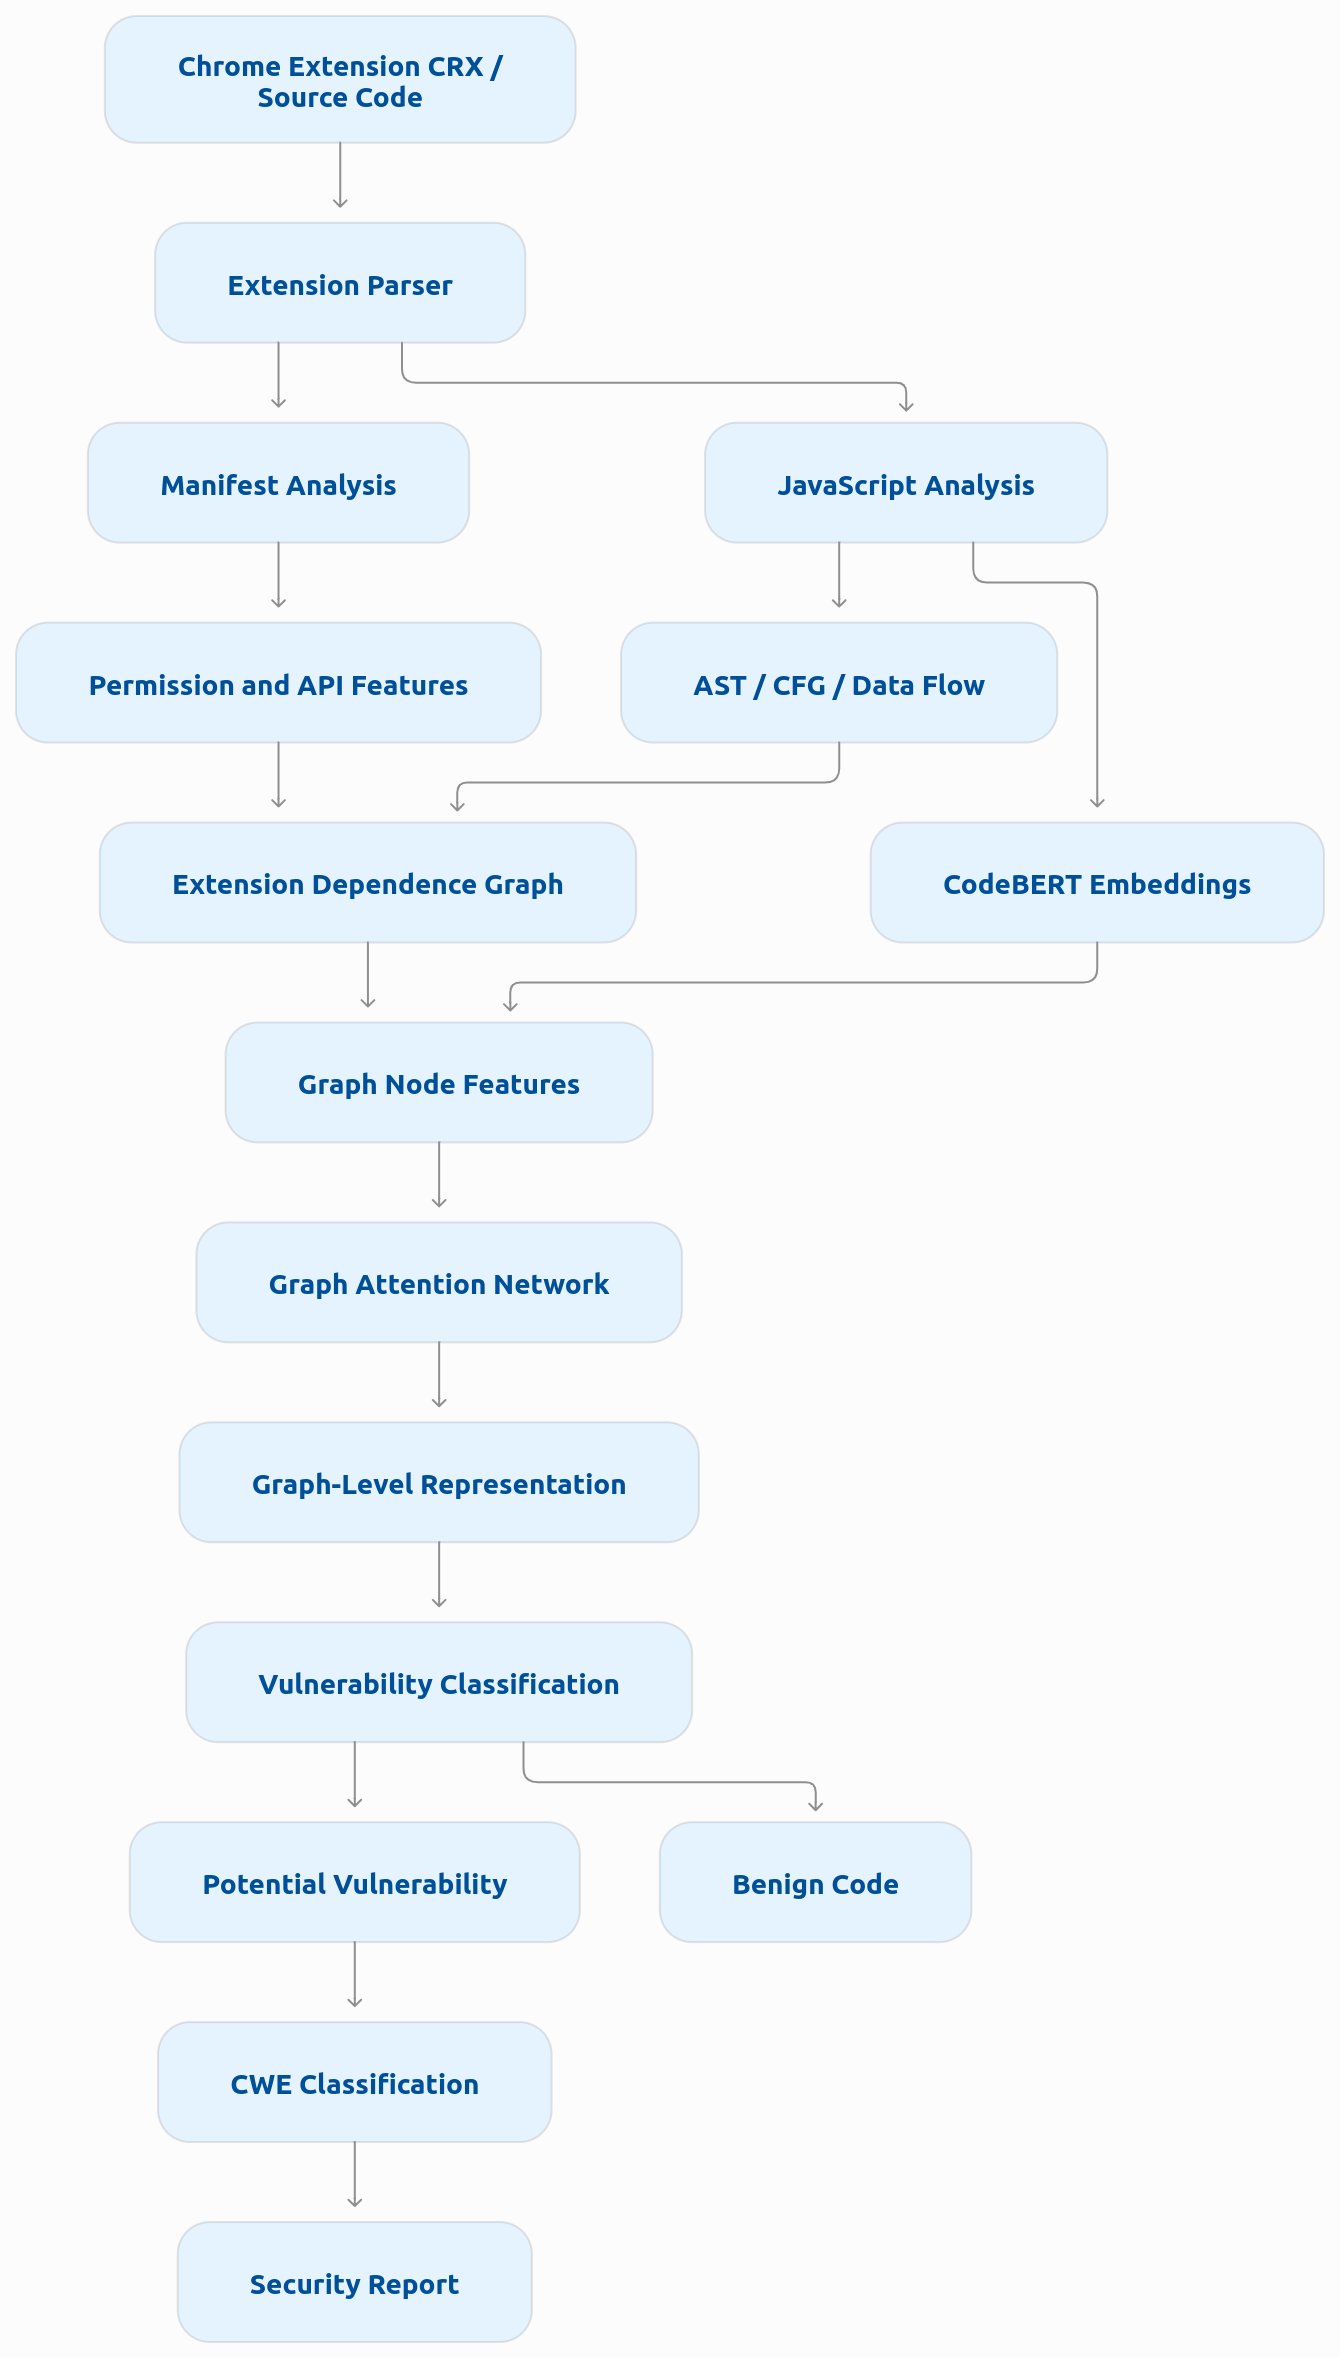 Chrome Extension CRX /
Source Code
Extension Parser
Manifest Analysis
JavaScript Analysis
Permission and API Features
AST / CFG / Data Flow
Extension Dependence Graph
CodeBERT Embeddings
Graph Node Features
Graph Attention Network
Graph-Level Representation
Vulnerability Classification
Potential Vulnerability
Benign Code
CWE Classification
Security Report